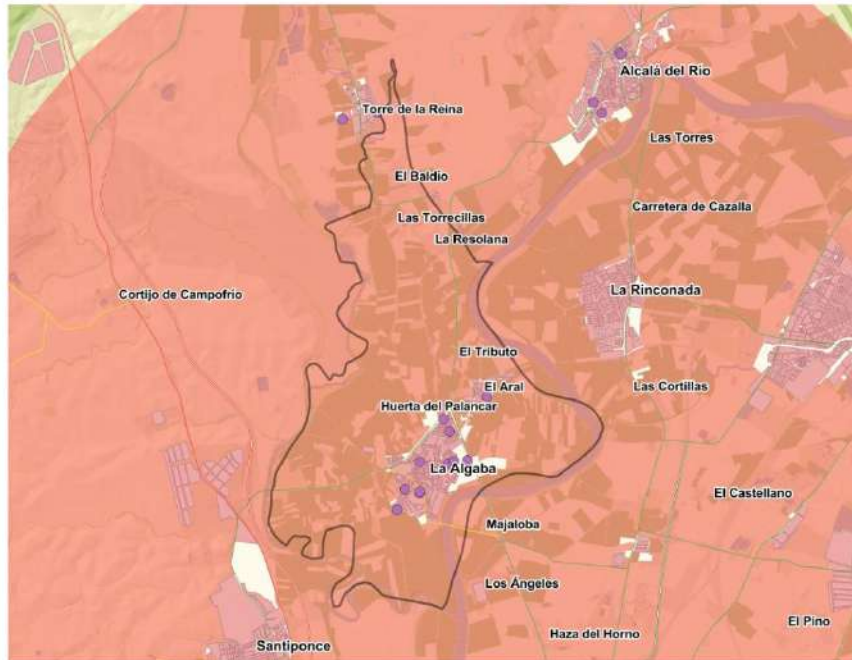 Alcalá del Río
Torre de la Reina
Las Torres
El Baldío
Carretera de Cazalla
Las Torrecillas
La Resolana
Cortijo de Campofrio
La Rinconada
El Tributo
El Aral
Las Cortillas
Huerta del Palancar
La Algaba
El Castellano
Majaloba
Los Ángeles
El Pino
Haza del Horno
Santiponce